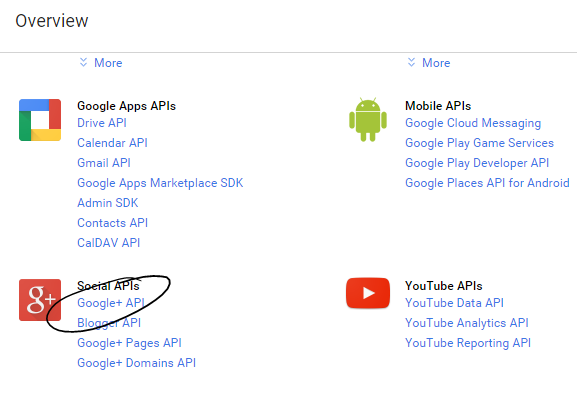 Overview
More
More
Google Apps APIs
Drive API
Calendar API
Gmail API
Google Apps Marketplace SDK
Admin SDK
Contacts API
CalDAV API
Mobile APIs
Google Cloud Messaging
Google Play Game Services
Google Play Developer API
Google Places API for Android
g+
Social APIs
Google+ API
Blogger API
Google+ Pages API
Google+ Domains API
YouTube APIs
YouTube Data API
YouTube Analytics API
YouTube Reporting API